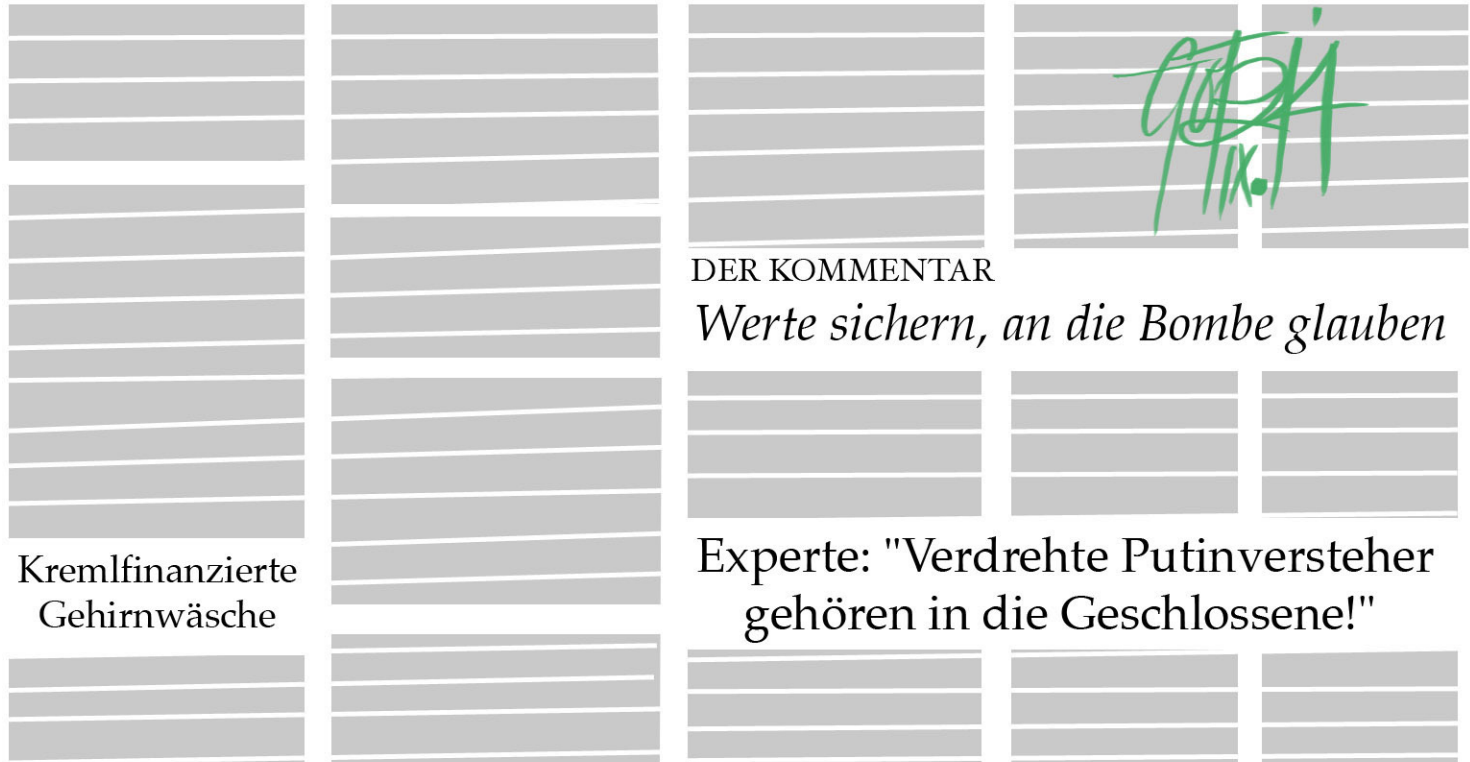 DER KOMMENTAR
Werte sichern, an die Bombe glauben
Kremlfinanzierte
Gehirnwäsche
Experte: "Verdrehte Putinversteher
gehören in die Geschlossene!"